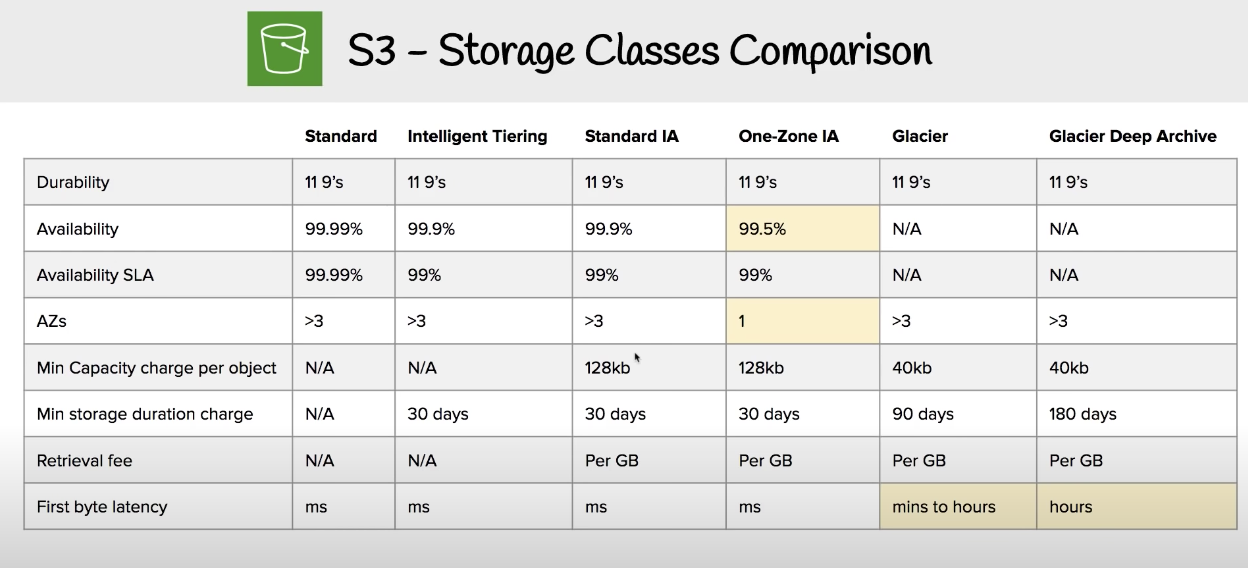 S3 – Storage Classes Comparison
Standard Intelligent Tiering Standard IA One-Zone IA Glacier Glacier Deep Archive
Durability 11 9’s 11 9’s 11 9’s 11 9’s 11 9’s 11 9’s
Availability 99.99% 99.9% 99.9% 99.5% N/A N/A
Availability SLA 99.99% 99% 99% 99% N/A N/A
AZs >3 >3 >3 1 >3 >3
Min Capacity charge per object N/A N/A 128kb 128kb 40kb 40kb
Min storage duration charge N/A 30 days 30 days 30 days 90 days 180 days
Retrieval fee N/A N/A Per GB Per GB Per GB Per GB
First byte latency ms ms ms ms mins to hours hours